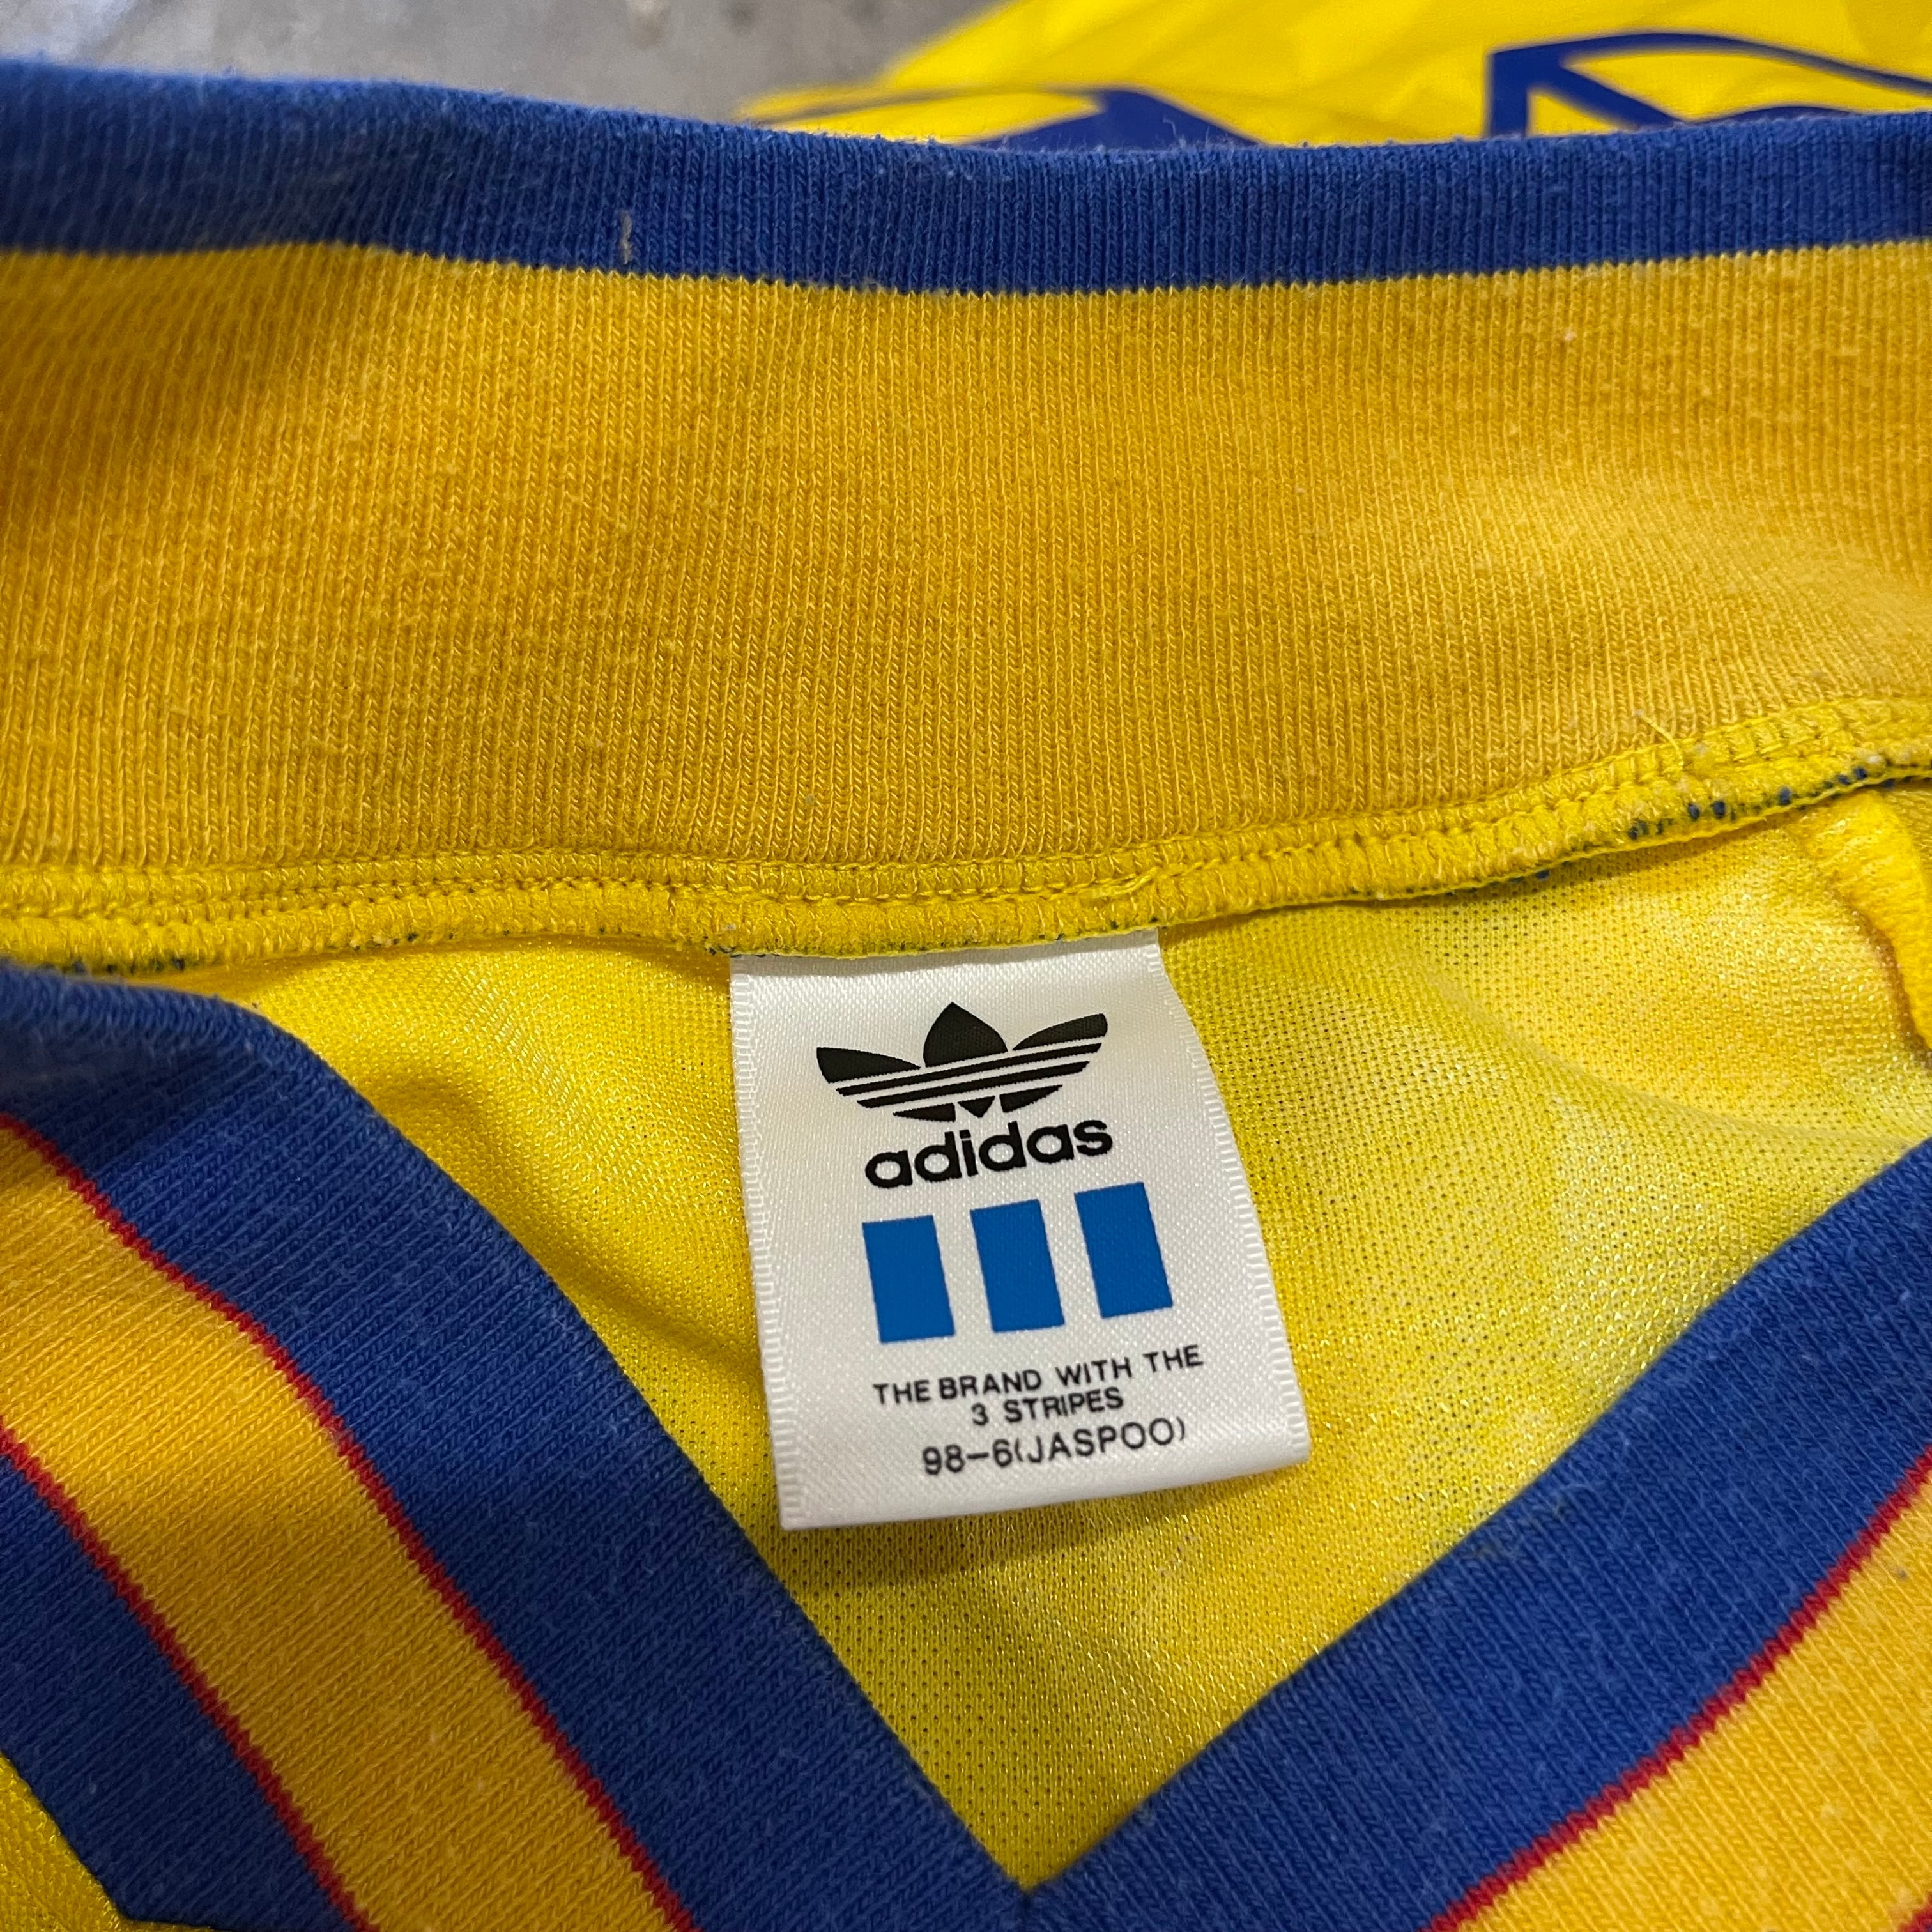 adidas
THE BRAND WITH THE
3 STRIPES
98-6(JASPOO)